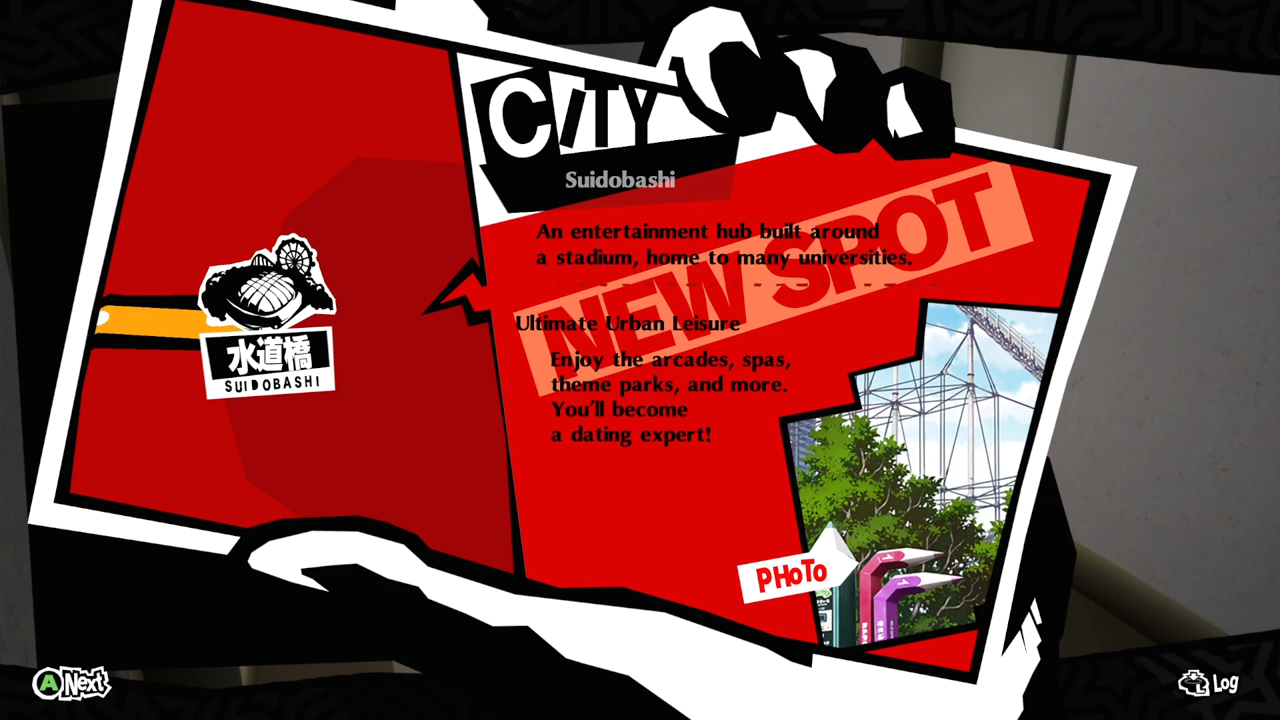 CITY
Suidobashi
NEW SPOT
An entertainment hub built around
a stadium, home to many universities.
Ultimate Urban Leisure
Enjoy the arcades, spas,
theme parks, and more.
You'll become
a dating expert!
水道橋
SUIDOBASHI
PHoTo
A Next
L Log